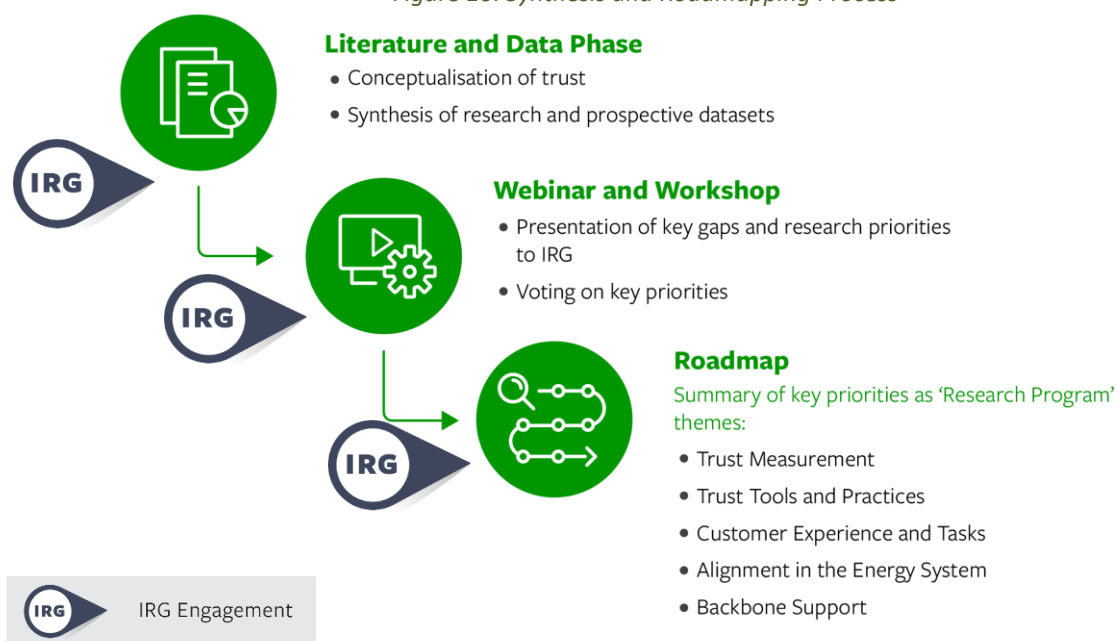 Literature and Data Phase
• Conceptualisation of trust
• Synthesis of research and prospective datasets
IRG
Webinar and Workshop
• Presentation of key gaps and research priorities
to IRG
• Voting on key priorities
IRG
Roadmap
Summary of key priorities as ‘Research Program’
themes:
• Trust Measurement
• Trust Tools and Practices
• Customer Experience and Tasks
• Alignment in the Energy System
• Backbone Support
IRG
IRG
IRG Engagement